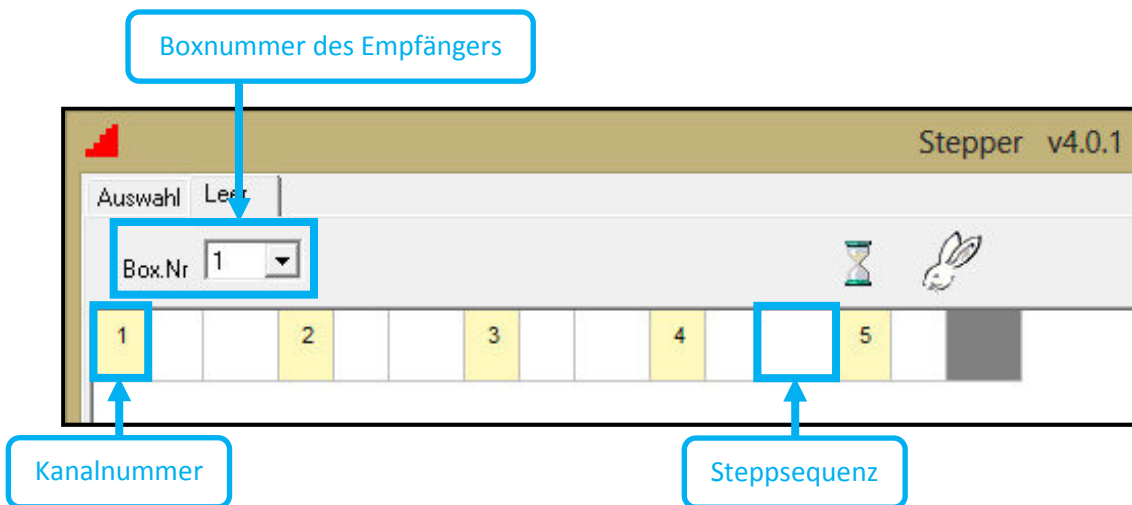 Boxnummer des Empfängers
Stepper v4.0.1
Auswahl Leer
Box.Nr 1
1 2 3 4 5
Kanalnummer
Steppsequenz